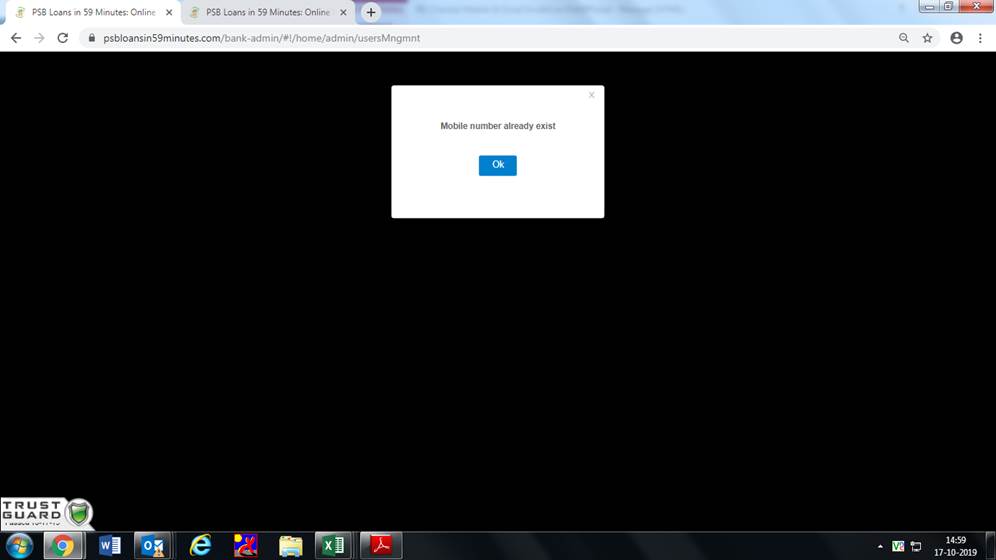 PSB Loans in 59 Minutes: Online
PSB Loans in 59 Minutes: Online
psbloansin59minutes.com/bank-admin/#!/home/admin/usersMngmnt
X
Mobile number already exist
Ok
TRUST
GUARD
14:59
17-10-2019